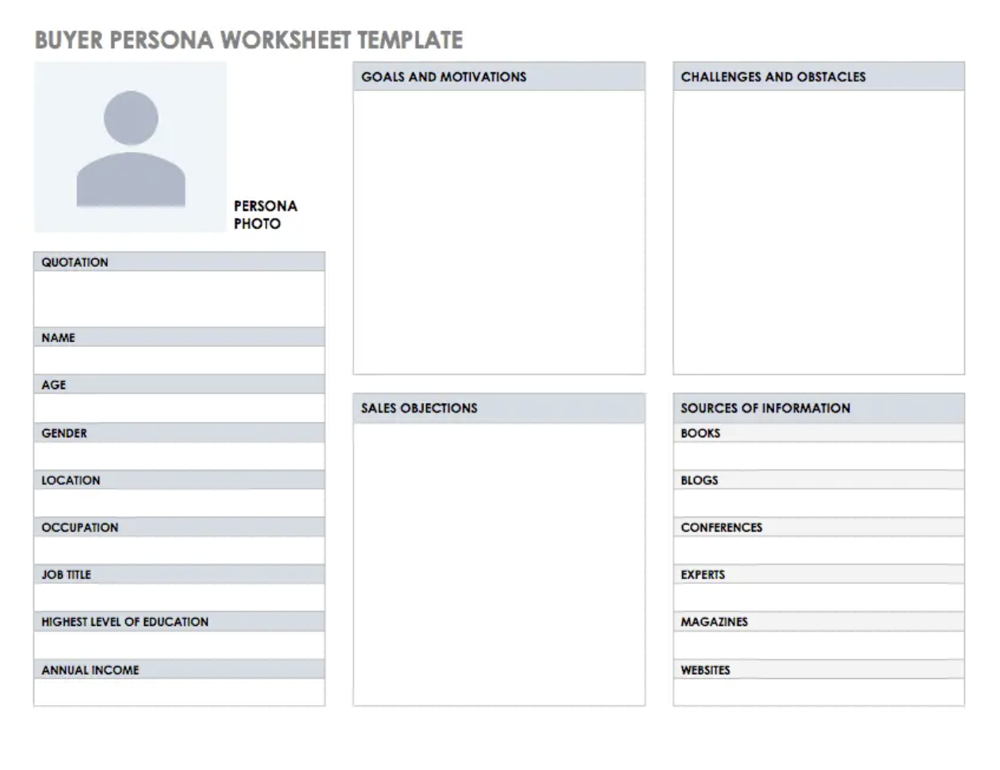 BUYER PERSONA WORKSHEET TEMPLATE
PERSONA
PHOTO
QUOTATION
NAME
AGE
GENDER
LOCATION
OCCUPATION
JOB TITLE
HIGHEST LEVEL OF EDUCATION
ANNUAL INCOME
GOALS AND MOTIVATIONS
SALES OBJECTIONS
CHALLENGES AND OBSTACLES
SOURCES OF INFORMATION
BOOKS
BLOGS
CONFERENCES
EXPERTS
MAGAZINES
WEBSITES